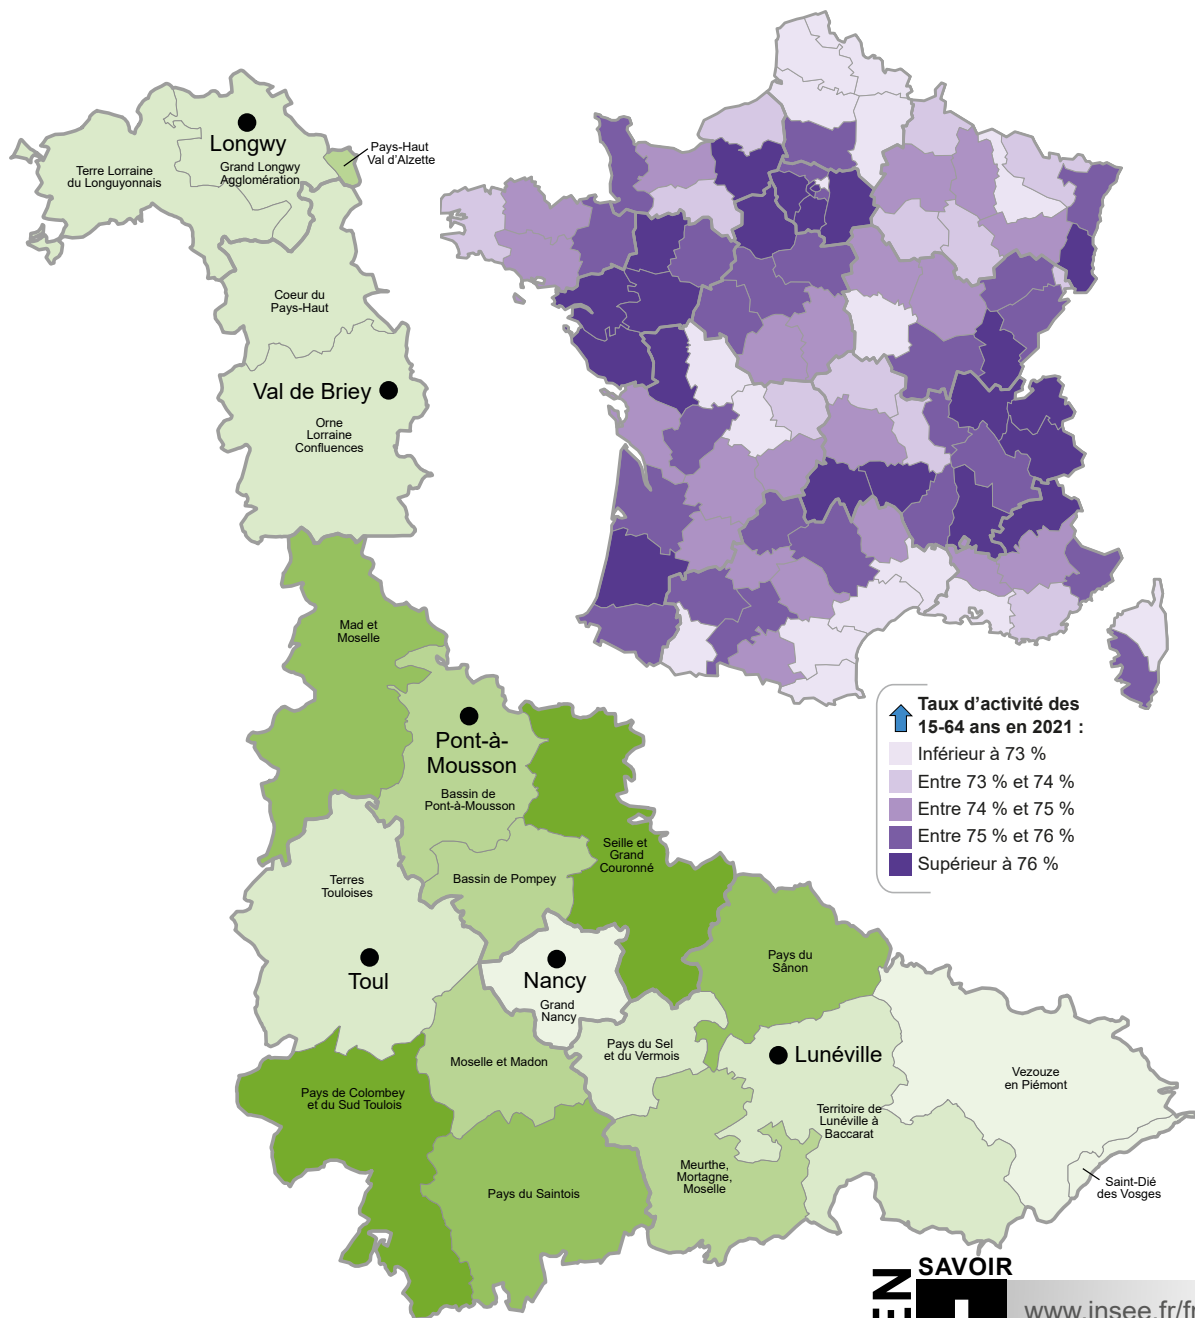 Longwy
Grand Longwy
Agglomération
Pays-Haut
Val d'Alzette
Terre Lorraine
du Longuyonnais
Coeur du
Pays-Haut
Val de Briey
Orne
Lorraine
Confluences
Mad et
Moselle
Pont-à-
Mousson
Bassin de
Pont-à-Mousson
Taux d'activité des
15-64 ans en 2021 :
Inférieur à 73 %
Entre 73 % et 74 %
Entre 74 % et 75 %
Entre 75 % et 76 %
Supérieur à 76 %
Seille et
Grand
Couronné
Bassin de Pompey
Terres
Touloises
Toul
Nancy
Grand
Nancy
Pays du
Sânon
Pays du Sel
et du Vermois
Lunéville
Moselle et Madon
Vezouze
en Piémont
Pays de Colombey
et du Sud Toulois
Territoire de
Lunéville à
Baccarat
Meurthe,
Mortagne,
Moselle
Pays du Saintois
Saint-Dié
des Vosges
EN
SAVOIR
www.insee.fr/fr